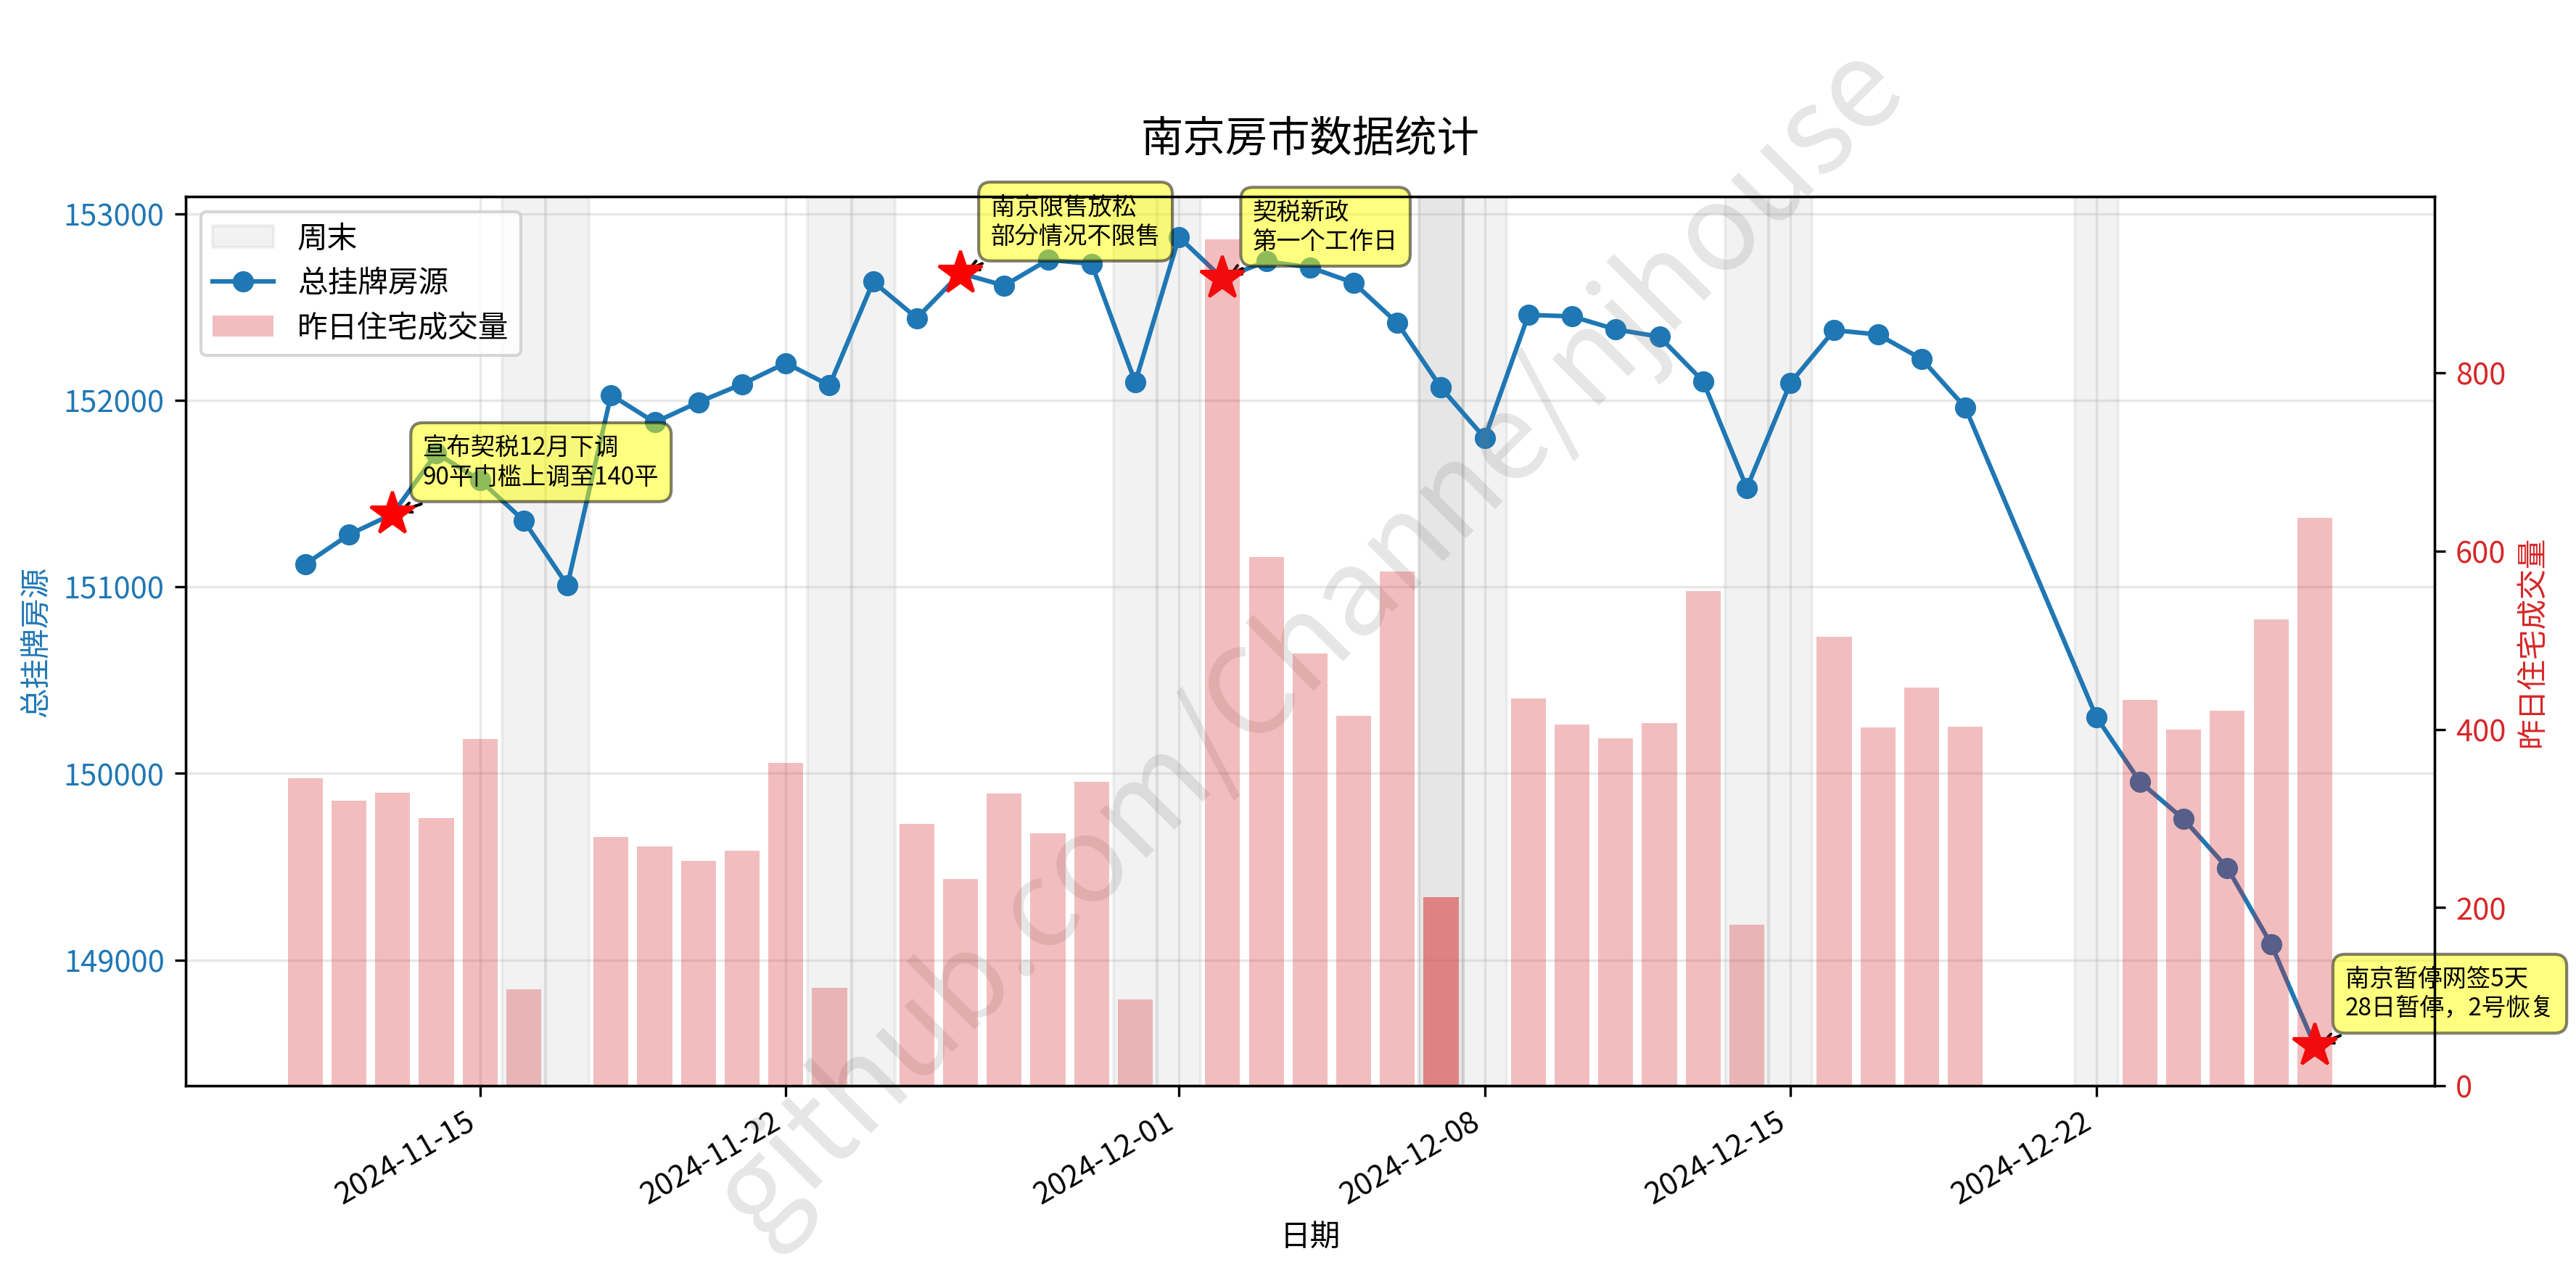 南京房市数据统计
周末
总挂牌房源
昨日住宅成交量
南京限售放松
部分情况不限售
契税新政
第一个工作日
宣布契税12月下调
90平门槛上调至140平
南京暂停网签5天
28日暂停，2号恢复
153000
152000
151000
150000
149000
总挂牌房源
800
600
400
200
0
昨日住宅成交量
2024-11-15
2024-11-22
2024-12-01
2024-12-08
2024-12-15
2024-12-22
日期
github.com/Channe/njhouse